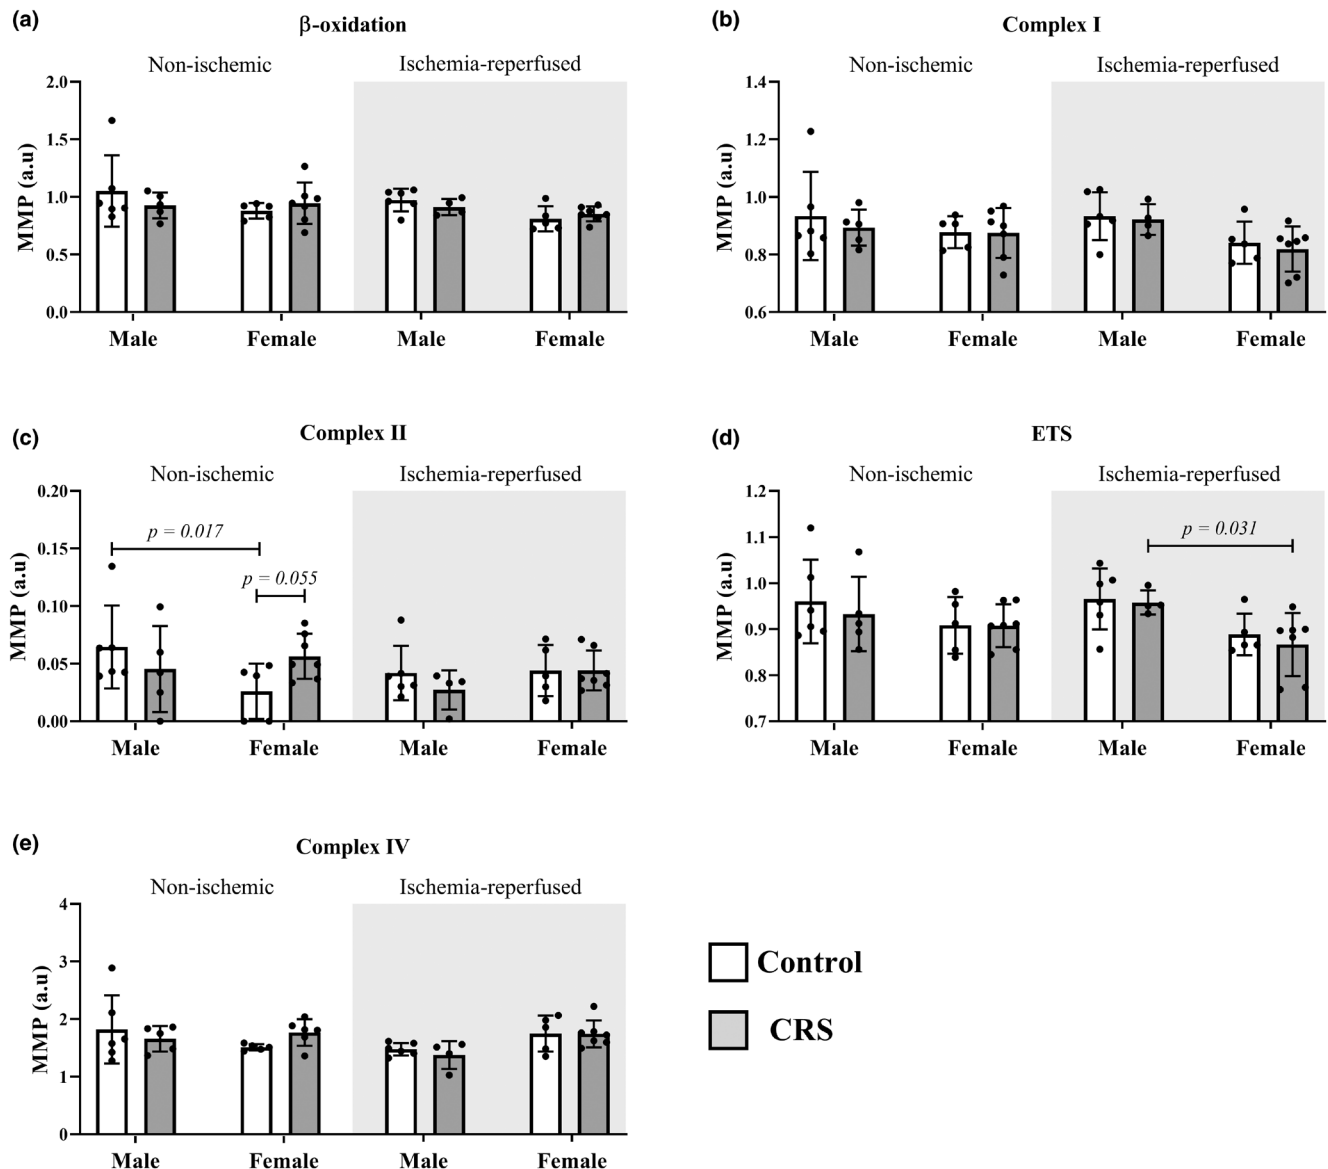 (a)
β-oxidation
Non-ischemic Ischemia-reperfused
MMP (a.u)
2.0
1.5
1.0
0.5
0.0
Male Female Male Female
(b)
Complex I
Non-ischemic Ischemia-reperfused
MMP (a.u)
1.4
1.2
1.0
0.8
0.6
Male Female Male Female
(c)
Complex II
Non-ischemic Ischemia-reperfused
MMP (a.u)
0.20
0.15
0.10
0.05
0.00
p = 0.017
p = 0.055
Male Female Male Female
(d)
ETS
Non-ischemic Ischemia-reperfused
MMP (a.u)
1.2
1.1
1.0
0.9
0.8
0.7
p = 0.031
Male Female Male Female
(e)
Complex IV
Non-ischemic Ischemia-reperfused
MMP (a.u)
4
3
2
1
0
Male Female Male Female
Control
CRS